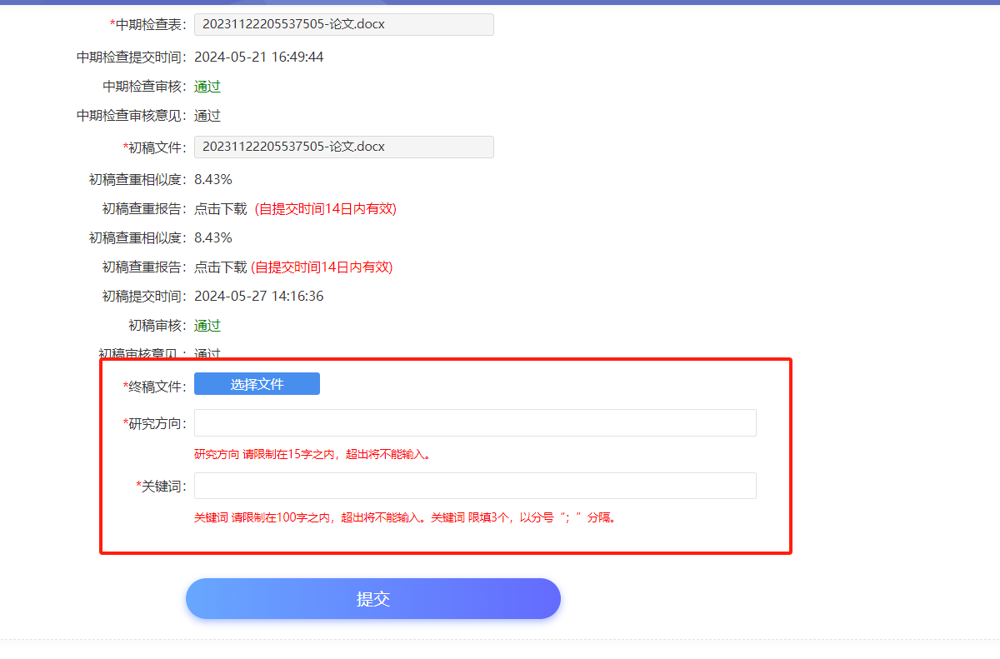 *中期检查表： 20231122205537505-论文.docx
中期检查提交时间： 2024-05-21 16:49:44
中期检查审核： 通过
中期检查审核意见： 通过
*初稿文件： 20231122205537505-论文.docx
初稿查重相似度： 8.43%
初稿查重报告： 点击下载 (自提交时间14日内有效)
初稿查重相似度： 8.43%
初稿查重报告： 点击下载 (自提交时间14日内有效)
初稿提交时间： 2024-05-27 14:16:36
初稿审核： 通过
初稿审核意见： 通过
*终稿文件： 选择文件
*研究方向：
研究方向 请限制在15字之内，超出将不能输入。
*关键词：
关键词 请限制在100字之内，超出将不能输入。关键词 限填3个，以分号“；”分隔。
提交